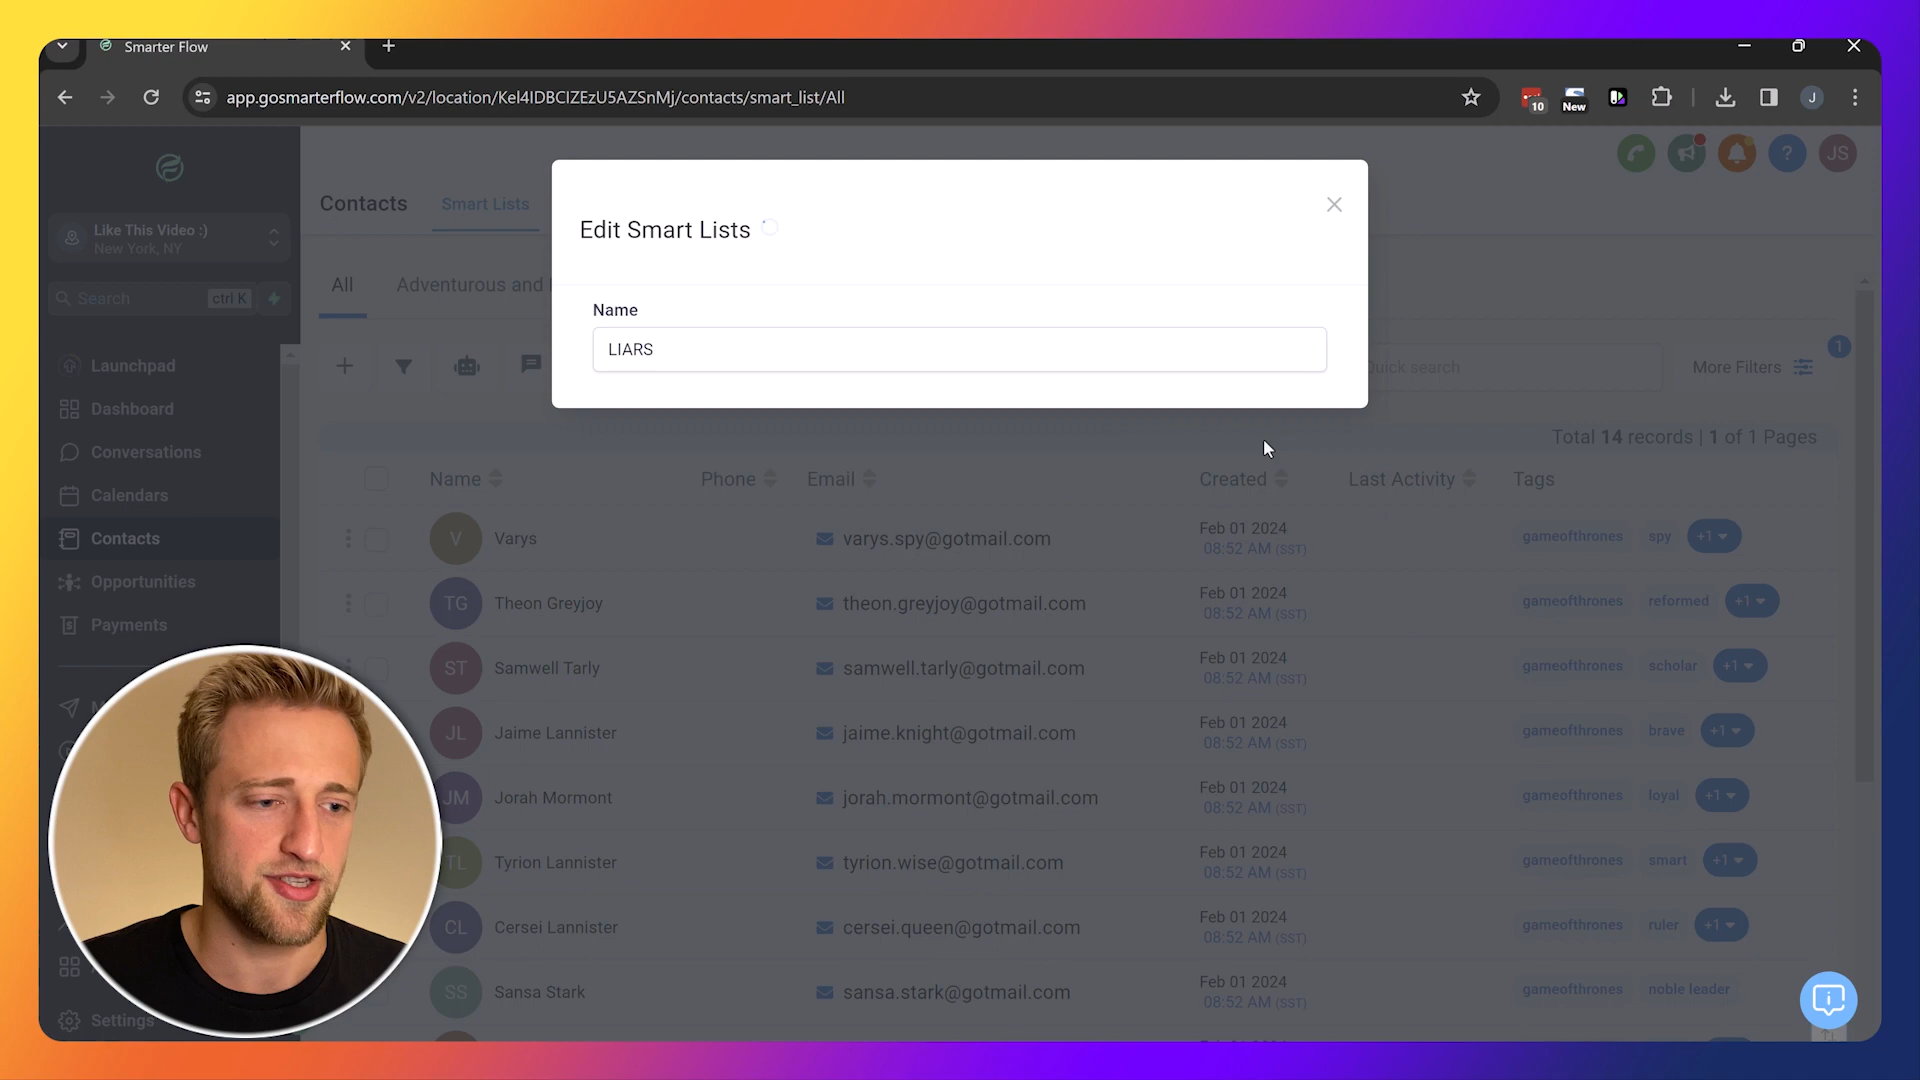 Smarter Flow
app.gosmarterflow.com/v2/location/Kel4IDBCIZEzU5AZSnMj/contacts/smart_list/All
10
New
J
JS
Like This Video :)
New York, NY
Search
ctrl K
Launchpad
Dashboard
Conversations
Calendars
Contacts
Opportunities
Payments
Settings
Contacts
Smart Lists
All
Adventurous and
Edit Smart Lists
Name
LIARS
Quick search
More Filters
1
Total 14 records | 1 of 1 Pages
Name
Phone
Email
Created
Last Activity
Tags
V
Varys
varys.spy@gotmail.com
Feb 01 2024
08:52 AM (SST)
gameofthrones
spy
+1
TG
Theon Greyjoy
theon.greyjoy@gotmail.com
Feb 01 2024
08:52 AM (SST)
gameofthrones
reformed
+1
ST
Samwell Tarly
samwell.tarly@gotmail.com
Feb 01 2024
08:52 AM (SST)
gameofthrones
scholar
+1
JL
Jaime Lannister
jaime.knight@gotmail.com
Feb 01 2024
08:52 AM (SST)
gameofthrones
brave
+1
JM
Jorah Mormont
jorah.mormont@gotmail.com
Feb 01 2024
08:52 AM (SST)
gameofthrones
loyal
+1
TL
Tyrion Lannister
tyrion.wise@gotmail.com
Feb 01 2024
08:52 AM (SST)
gameofthrones
smart
+1
CL
Cersei Lannister
cersei.queen@gotmail.com
Feb 01 2024
08:52 AM (SST)
gameofthrones
ruler
+1
SS
Sansa Stark
sansa.stark@gotmail.com
Feb 01 2024
08:52 AM (SST)
gameofthrones
noble leader